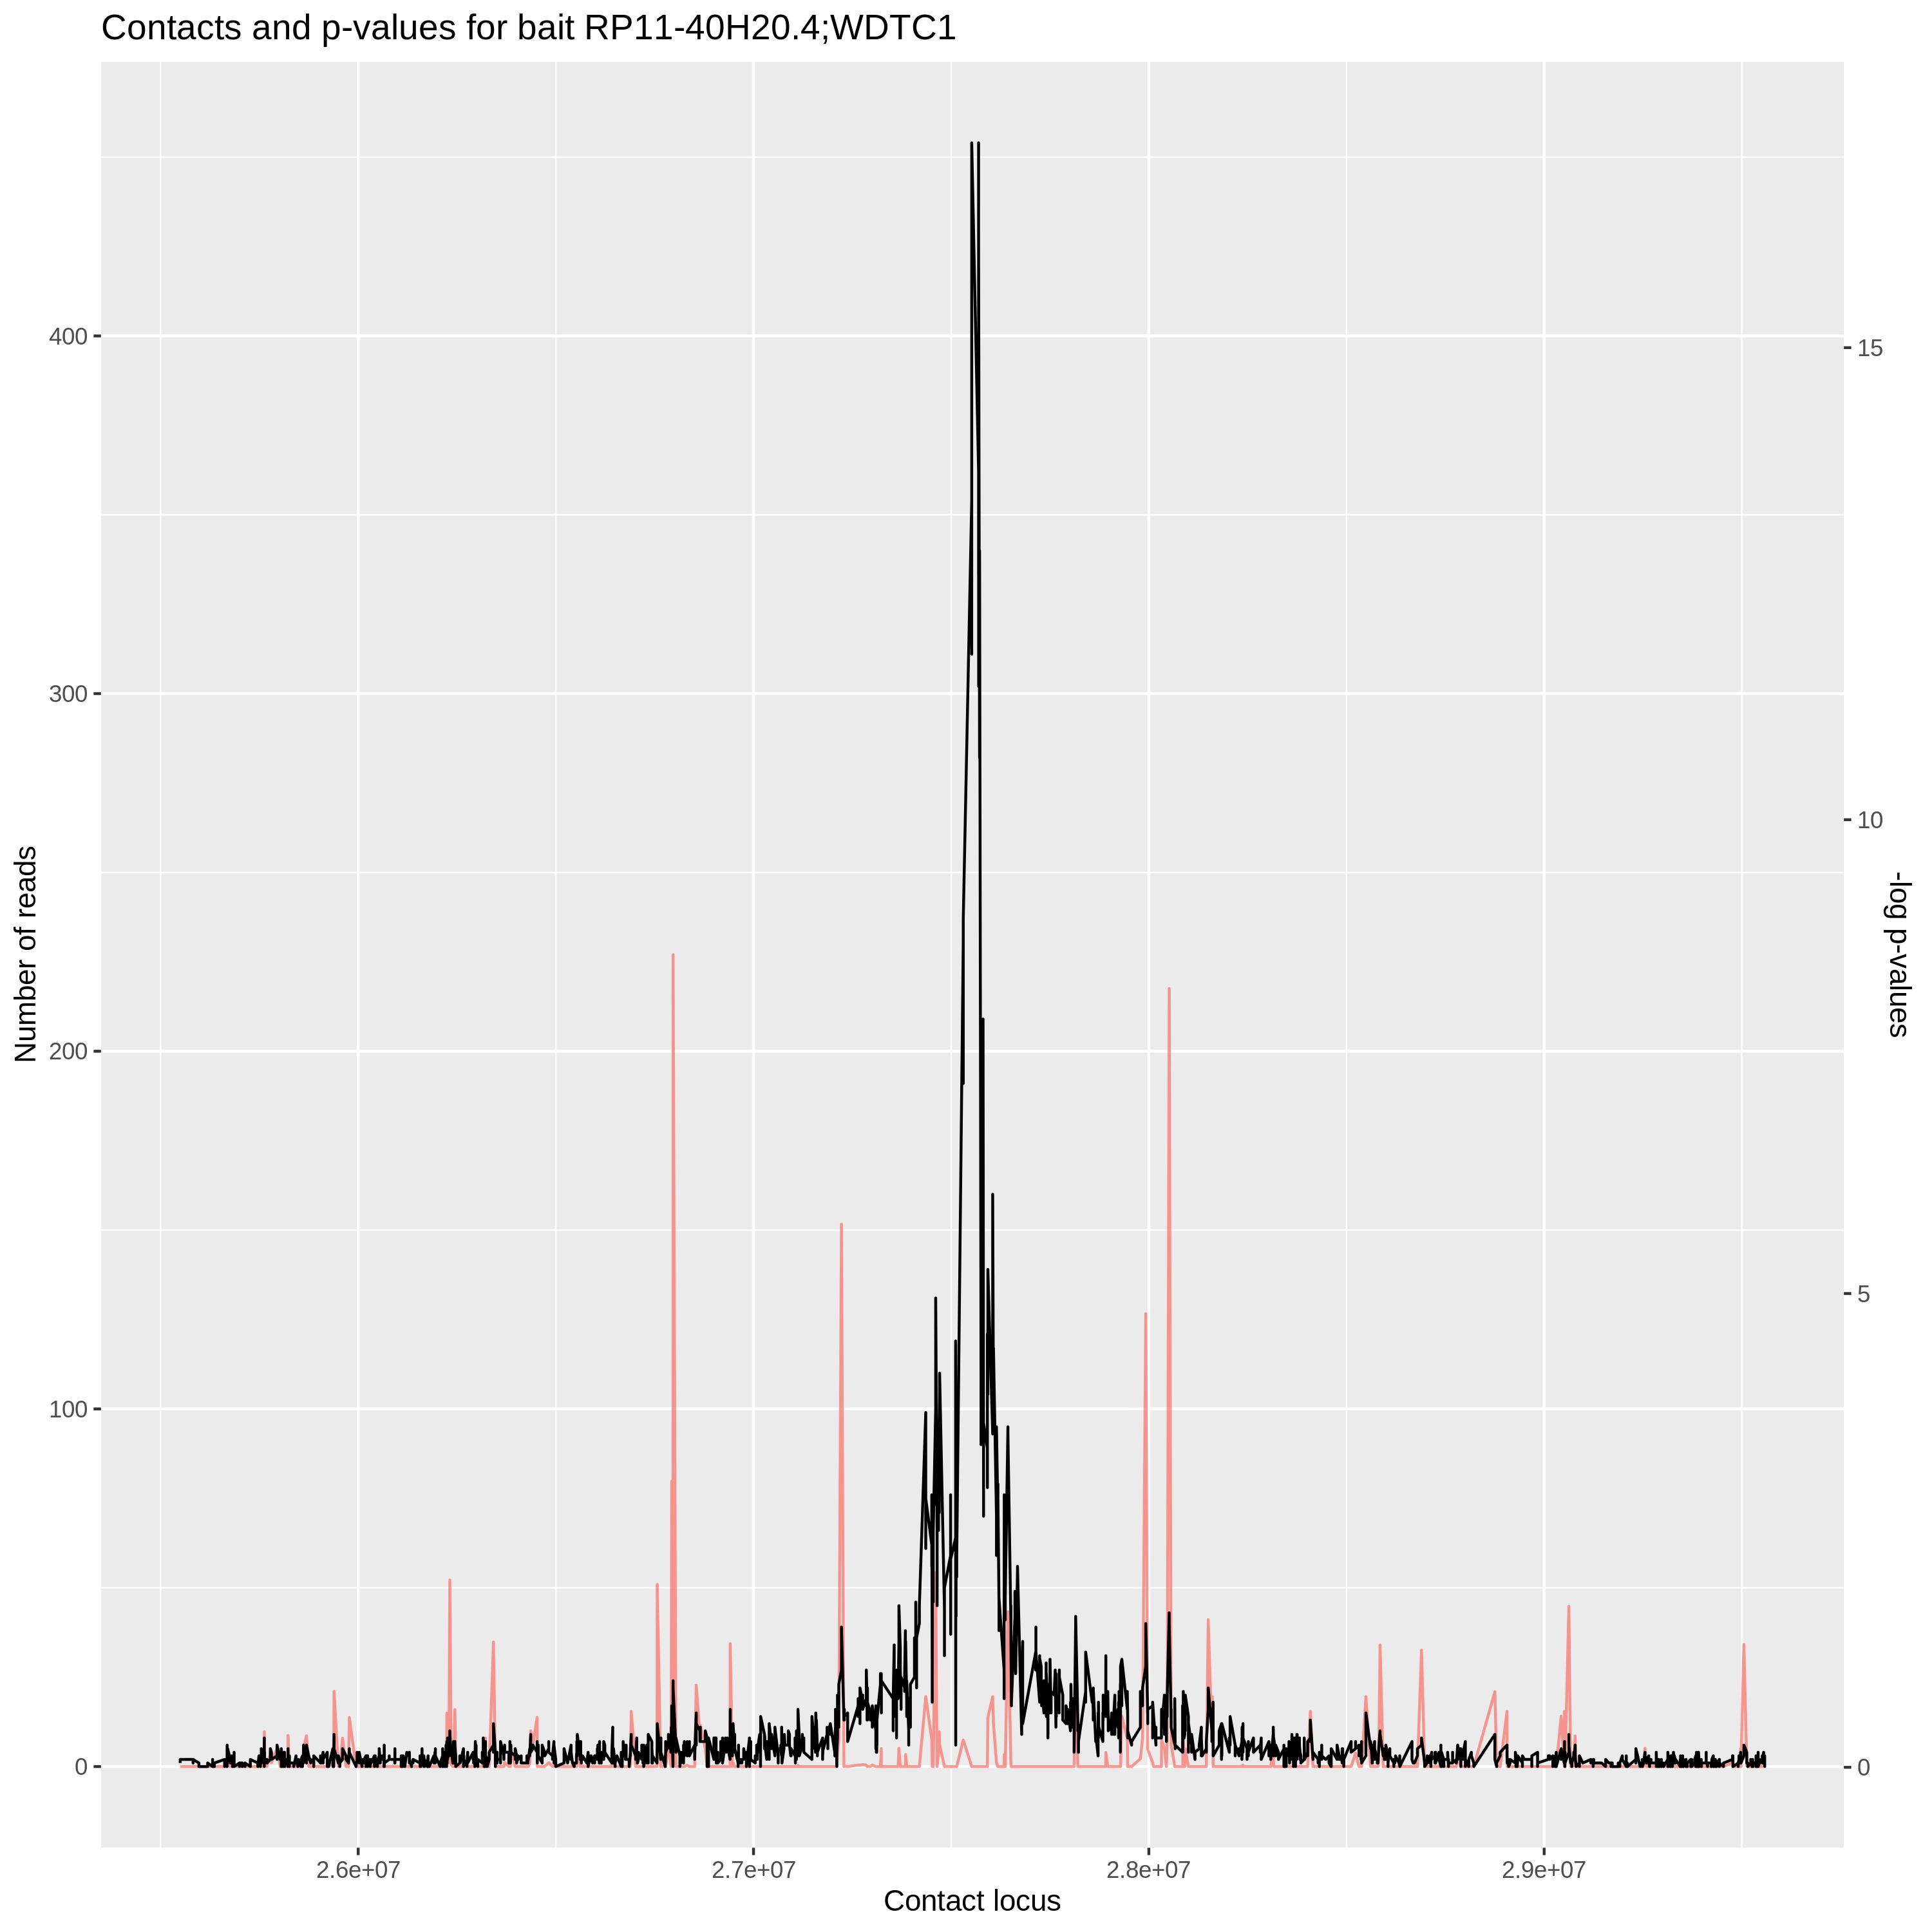 Contacts and p-values for bait RP11-40H20.4;WDTC1
Number of reads
400
300
200
100
0
15
10
5
0
-log p-values
2.6e+07 2.7e+07 2.8e+07 2.9e+07
Contact locus